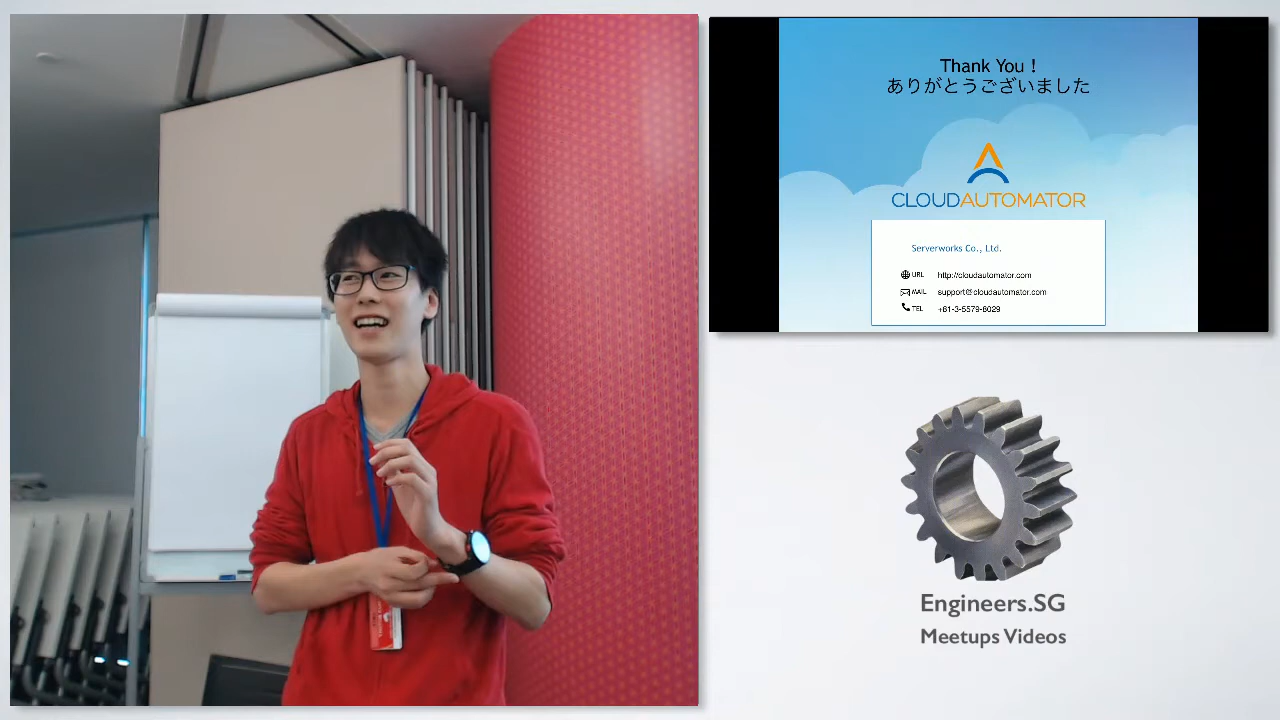 Thank You !
ありがとうございました
CLOUDAUTOMATOR
Serverworks Co., Ltd.
URL http://cloudautomator.com
MAIL support@cloudautomator.com
TEL +81-3-5579-8029
Engineers.SG
Meetups Videos